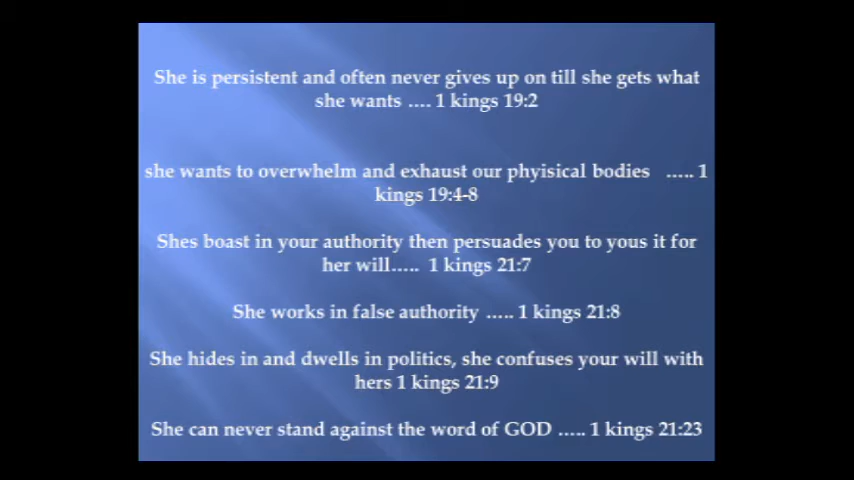 She is persistent and often never gives up on till she gets what
she wants .... 1 kings 19:2
she wants to overwhelm and exhaust our phyisical bodies ..... 1
kings 19:4-8
Shes boast in your authority then persuades you to yous it for
her will..... 1 kings 21:7
She works in false authority ..... 1 kings 21:8
She hides in and dwells in politics, she confuses your will with
hers 1 kings 21:9
She can never stand against the word of GOD ..... 1 kings 21:23